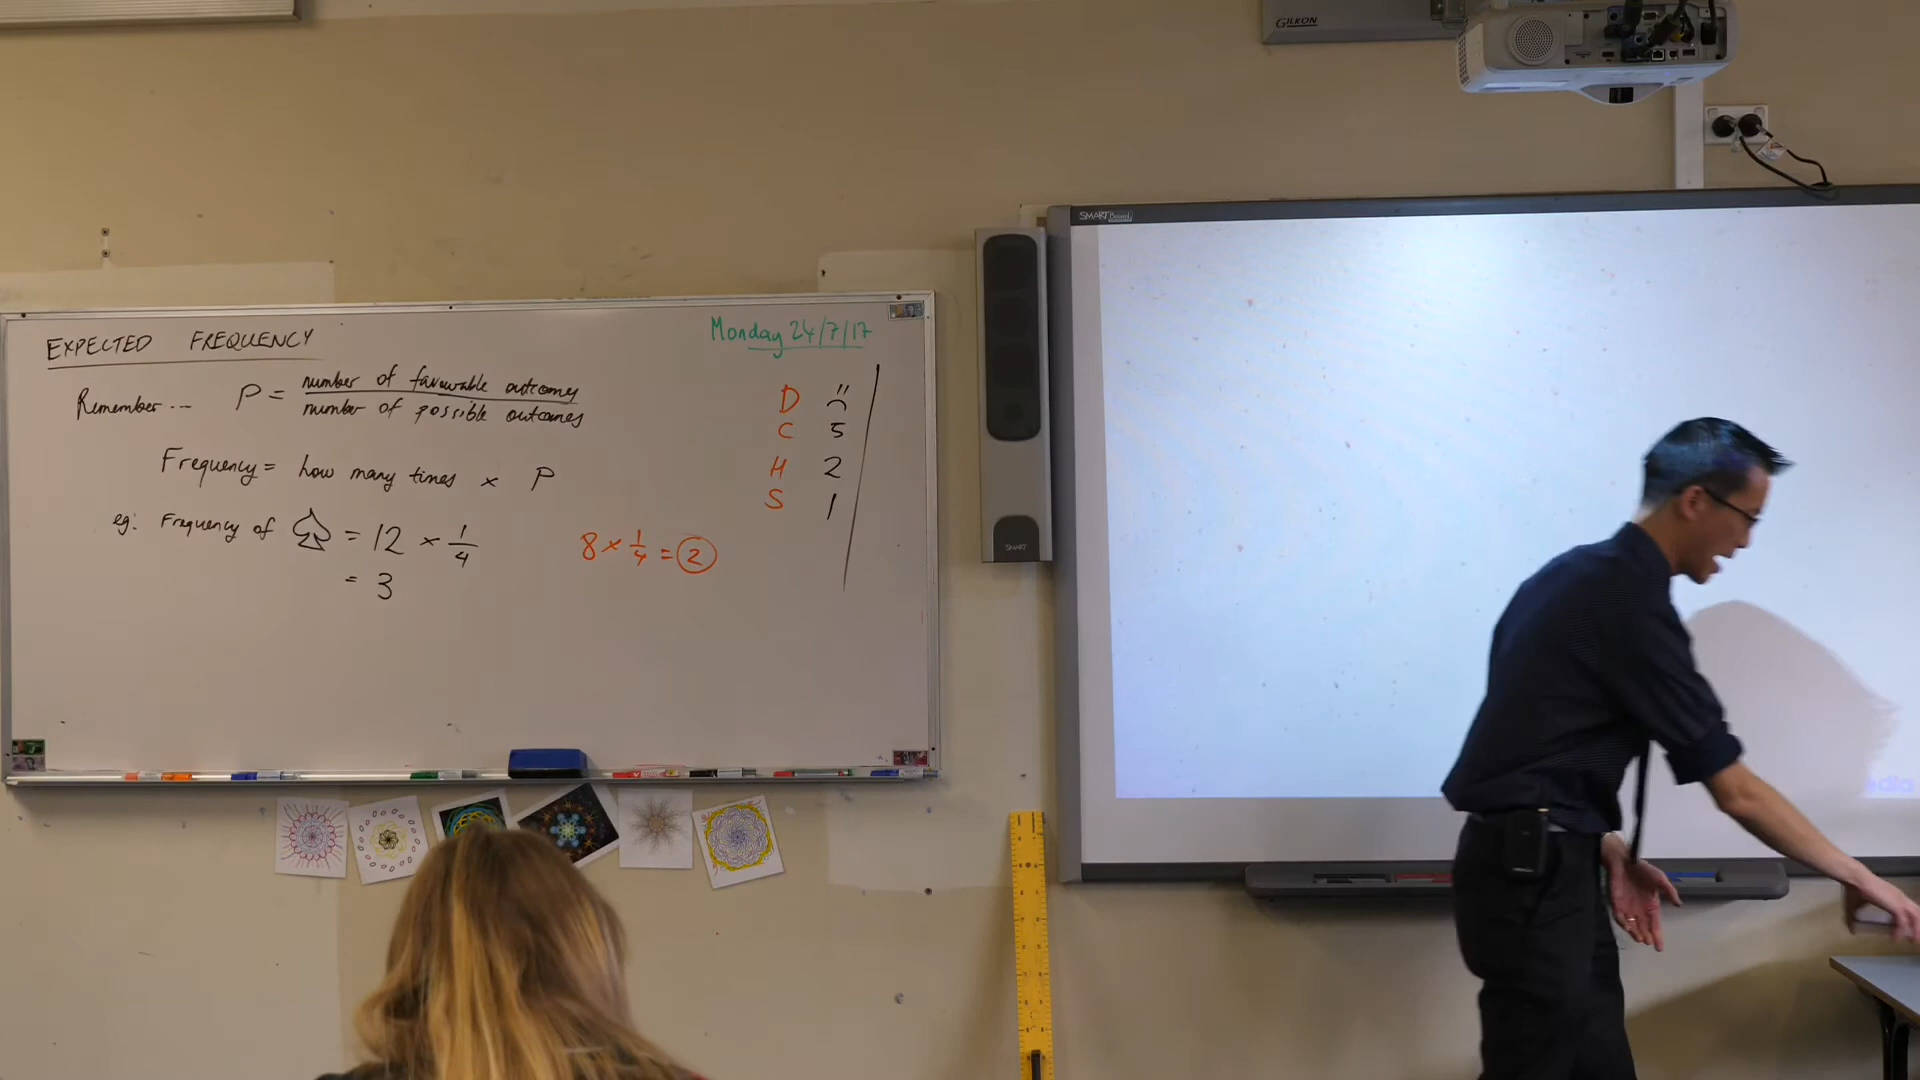 GILKON
SMART Board
EXPECTED FREQUENCY
Monday 24/7/17
Remember... P = number of favourable outcomes
number of possible outcomes
Frequency = how many times × P
eg: Frequency of ♤ = 12 × 1/4
= 3
8 × 1/4 = 2
D
C 5
H 2
S 1
SMART